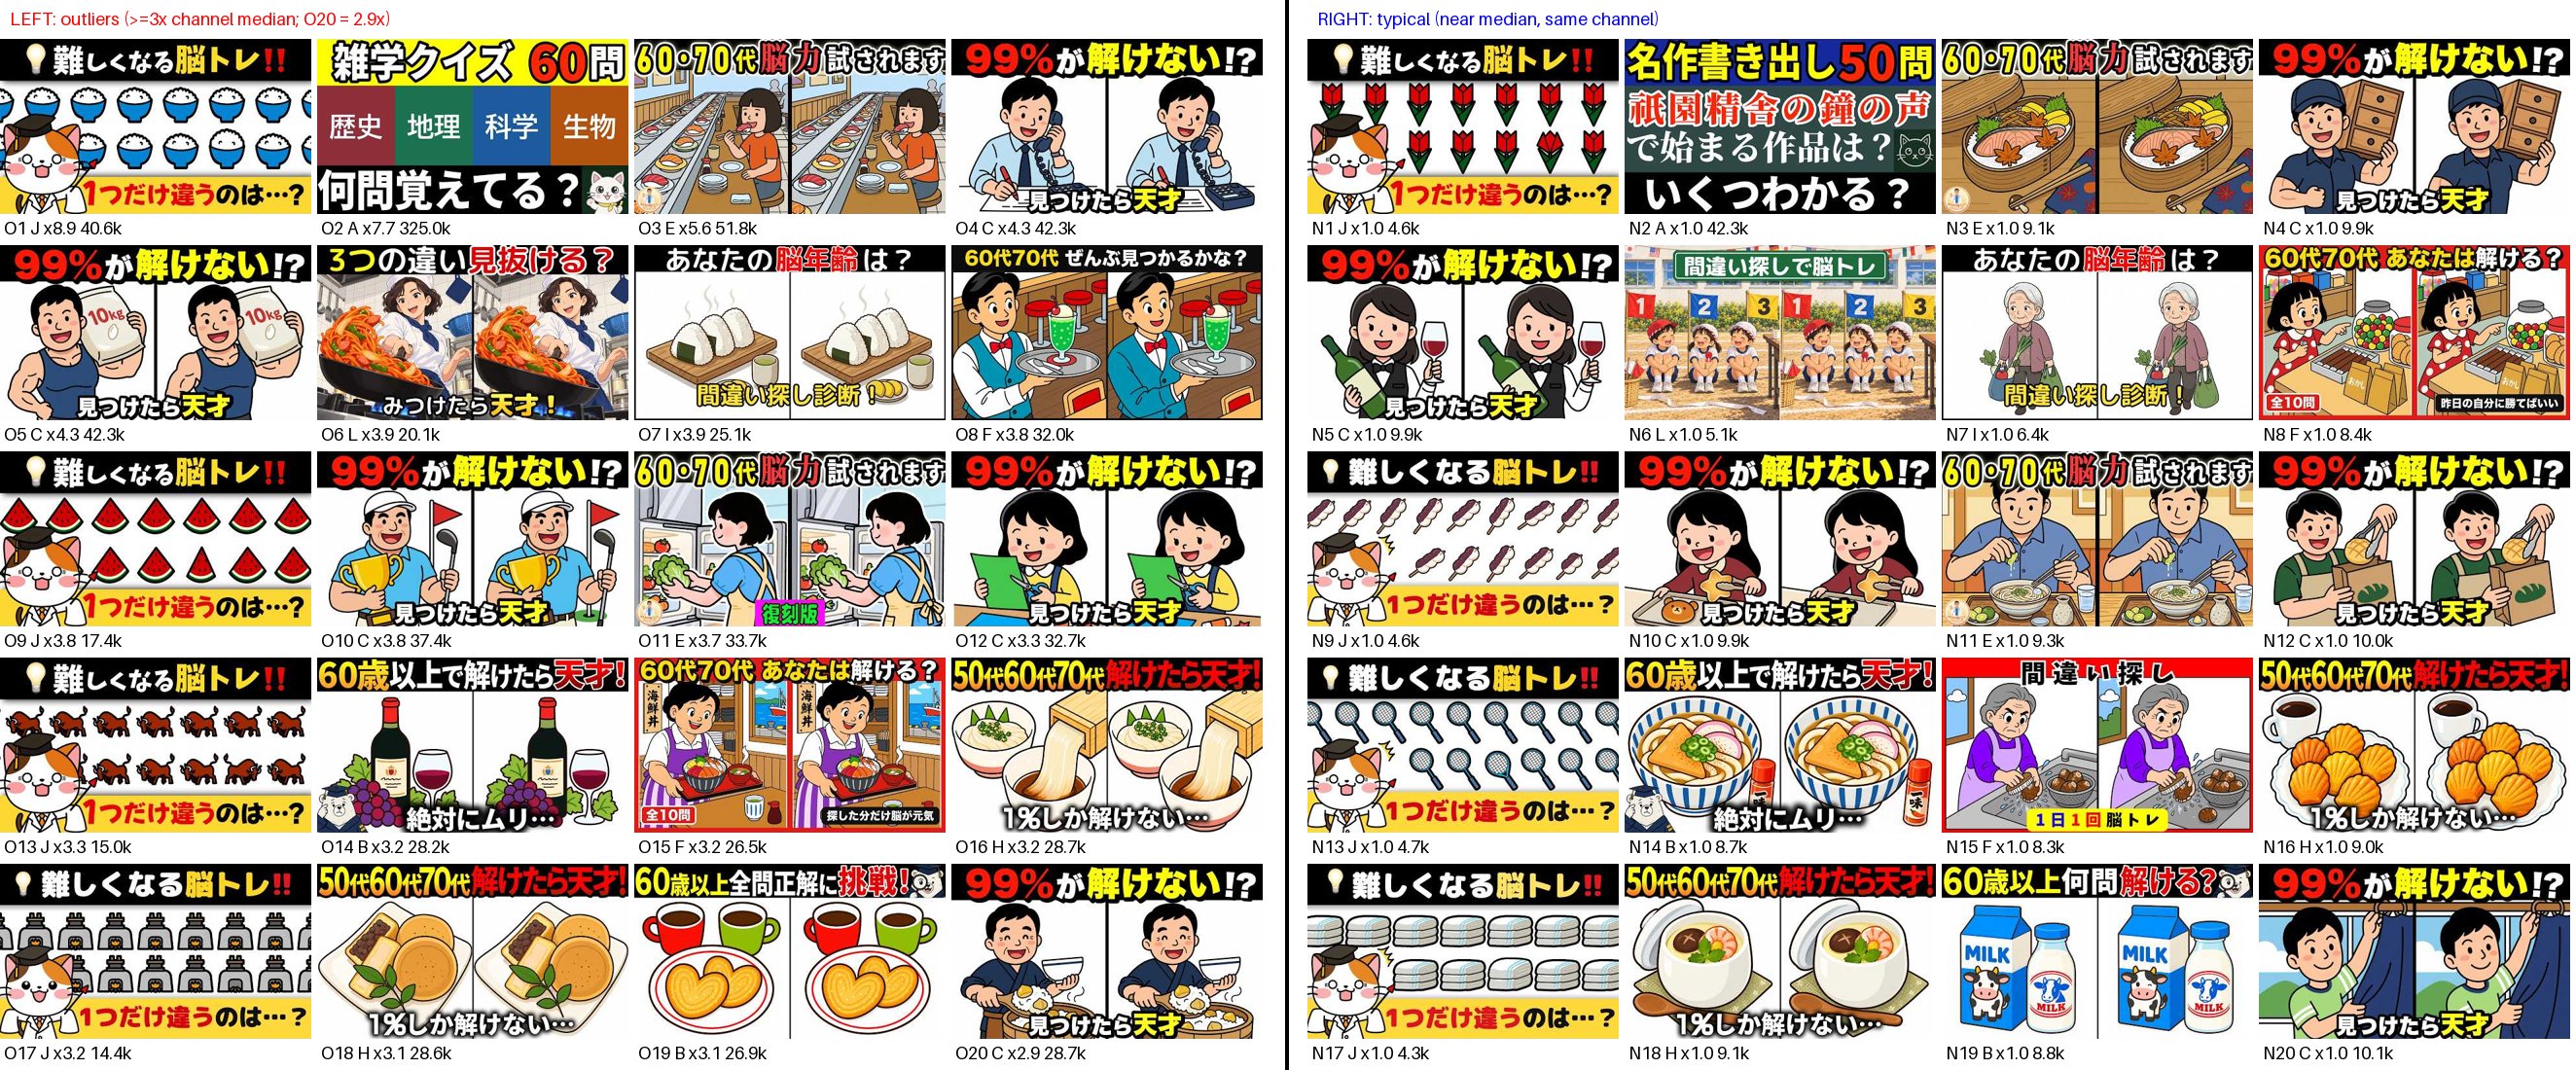 LEFT: outliers (>=3x channel median; O20 = 2.9x)
難しくなる脳トレ!!
1つだけ違うのは…?
O1 J x8.9 40.6k
雑学クイズ 60問
歴史 地理 科学 生物
何問覚えてる?
O2 A x7.7 325.0k
60・70代脳力試されます
O3 E x5.6 51.8k
99%が解けない!?
見つけたら天才
O4 C x4.3 42.3k
99%が解けない!?
10kg 10kg
見つけたら天才
O5 C x4.3 42.3k
3つの違い見抜ける?
みつけたら天才!
O6 L x3.9 20.1k
あなたの脳年齢は?
間違い探し診断!
O7 I x3.9 25.1k
60代70代 ぜんぶ見つかるかな?
O8 F x3.8 32.0k
難しくなる脳トレ!!
1つだけ違うのは…?
O9 J x3.8 17.4k
99%が解けない!?
見つけたら天才
O10 C x3.8 37.4k
60・70代脳力試されます
復刻版
O11 E x3.7 33.7k
99%が解けない!?
見つけたら天才
O12 C x3.3 32.7k
難しくなる脳トレ!!
1つだけ違うのは…?
O13 J x3.3 15.0k
60歳以上で解けたら天才!
絶対にムリ…
O14 B x3.2 28.2k
60代70代 あなたは解ける?
海鮮丼 海鮮丼
全10問
探した分だけ脳が元気
O15 F x3.2 26.5k
50代60代70代解けたら天才!
1%しか解けない…
O16 H x3.2 28.7k
難しくなる脳トレ!!
1つだけ違うのは…?
O17 J x3.2 14.4k
50代60代70代解けたら天才!
1%しか解けない…
O18 H x3.1 28.6k
60歳以上全問正解に挑戦!
O19 B x3.1 26.9k
99%が解けない!?
見つけたら天才
O20 C x2.9 28.7k
RIGHT: typical (near median, same channel)
難しくなる脳トレ!!
1つだけ違うのは…?
N1 J x1.0 4.6k
名作書き出し50問
祇園精舎の鐘の声
で始まる作品は?
いくつわかる?
N2 A x1.0 42.3k
60・70代脳力試されます
N3 E x1.0 9.1k
99%が解けない!?
見つけたら天才
N4 C x1.0 9.9k
99%が解けない!?
見つけたら天才
N5 C x1.0 9.9k
間違い探しで脳トレ
1 2 3 1 2 3
N6 L x1.0 5.1k
あなたの脳年齢は?
間違い探し診断!
N7 I x1.0 6.4k
60代70代 あなたは解ける?
おかし
全10問
昨日の自分に勝てばいい
N8 F x1.0 8.4k
難しくなる脳トレ!!
1つだけ違うのは…?
N9 J x1.0 4.6k
99%が解けない!?
見つけたら天才
N10 C x1.0 9.9k
60・70代脳力試されます
N11 E x1.0 9.3k
99%が解けない!?
見つけたら天才
N12 C x1.0 10.0k
難しくなる脳トレ!!
1つだけ違うのは…?
N13 J x1.0 4.7k
60歳以上で解けたら天才!
一味
絶対にムリ…
N14 B x1.0 8.7k
間違い探し
1日1回脳トレ
N15 F x1.0 8.3k
50代60代70代解けたら天才!
1%しか解けない…
N16 H x1.0 9.0k
難しくなる脳トレ!!
1つだけ違うのは…?
N17 J x1.0 4.3k
50代60代70代解けたら天才!
1%しか解けない…
N18 H x1.0 9.1k
60歳以上何問解ける?
MILK MILK
MILK MILK
N19 B x1.0 8.8k
99%が解けない!?
見つけたら天才
N20 C x1.0 10.1k